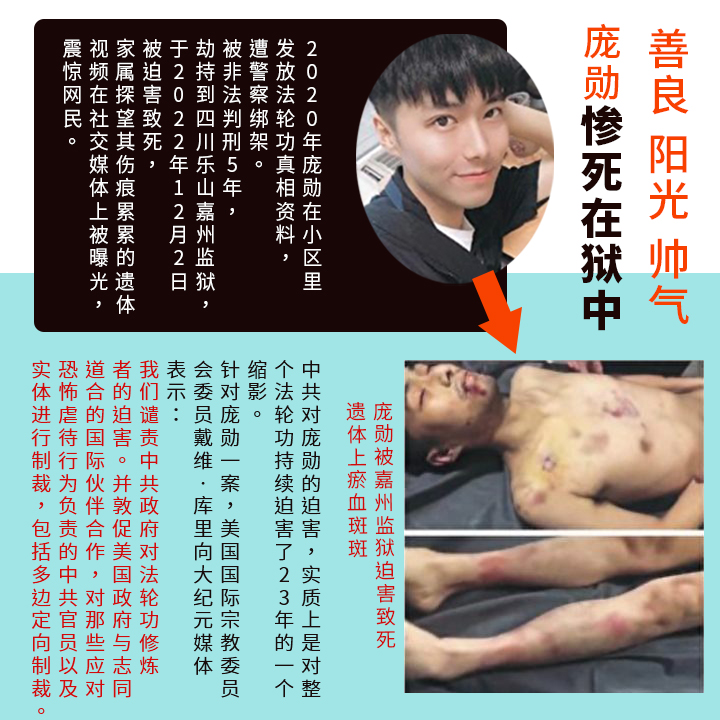 善良 阳光 帅气
庞勋惨死在狱中
2020年庞勋在小区里
发放法轮功真相资料，
遭警察绑架。
被非法判刑5年，
劫持到四川乐山嘉州监狱，
于2022年12月2日
被迫害致死，
家属探望其伤痕累累的遗体
视频在社交媒体上被曝光，
震惊网民。
庞勋被嘉州监狱迫害致死
遗体上瘀血斑斑
中共对庞勋的迫害，实质上是对整
个法轮功持续迫害了23年的一个
缩影。
针对庞勋一案，美国国际宗教委员
会委员戴维·库里向大纪元媒体
表示：
我们谴责中共政府对法轮功修炼
者的迫害。并敦促美国政府与志同
道合的国际伙伴合作，对那些应对
恐怖虐待行为负责的中共官员以及
实体进行制裁，包括多边定向制裁。